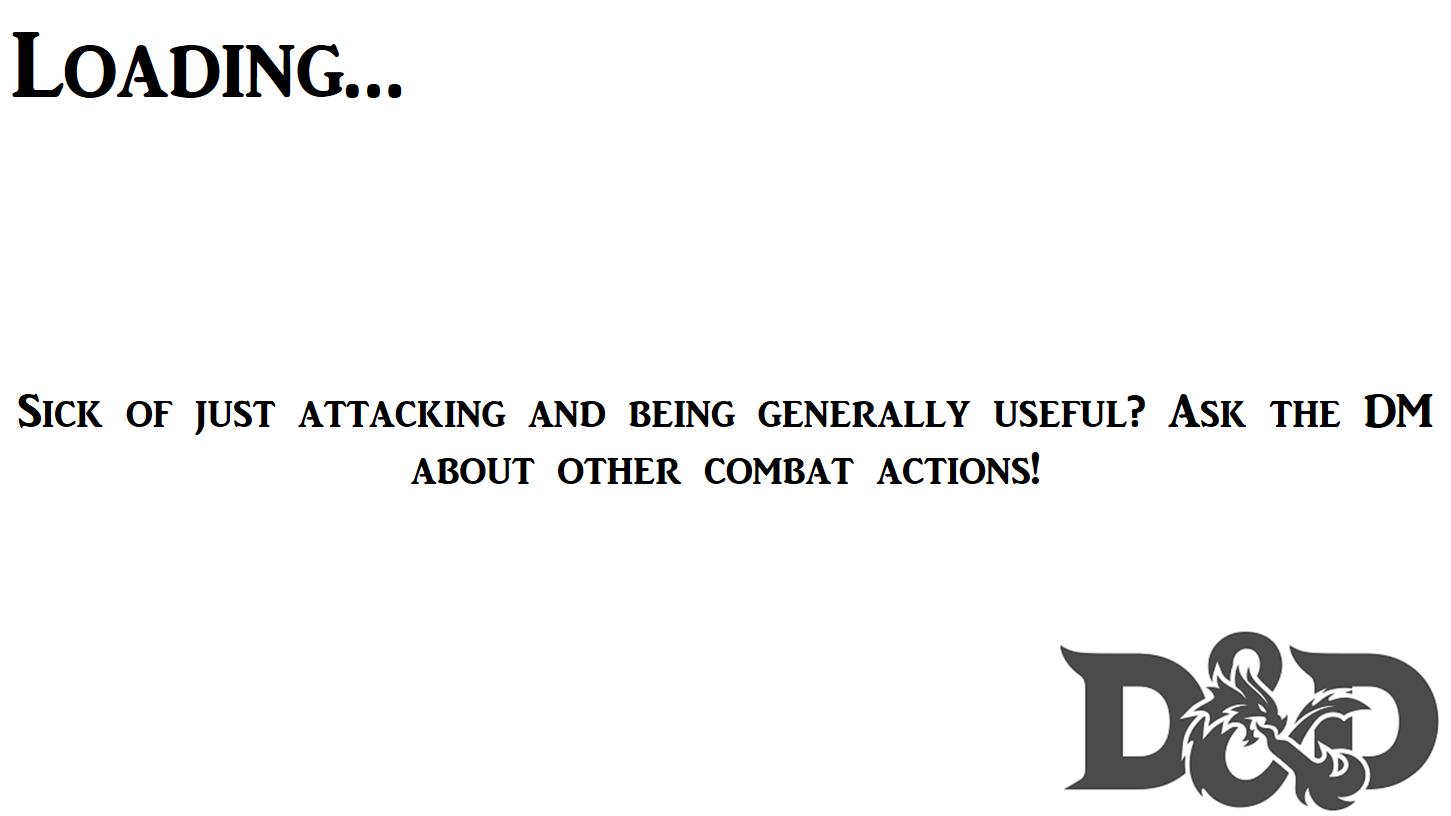 Loading...
Sick of just attacking and being generally useful? Ask the DM
about other combat actions!
D&D